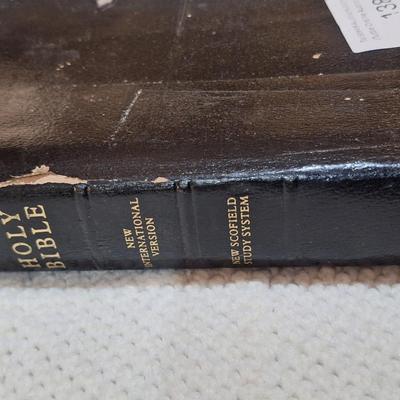 HOLY
BIBLE
NEW
INTERNATIONAL
VERSION
NEW SCOFIELD
STUDY SYSTEM